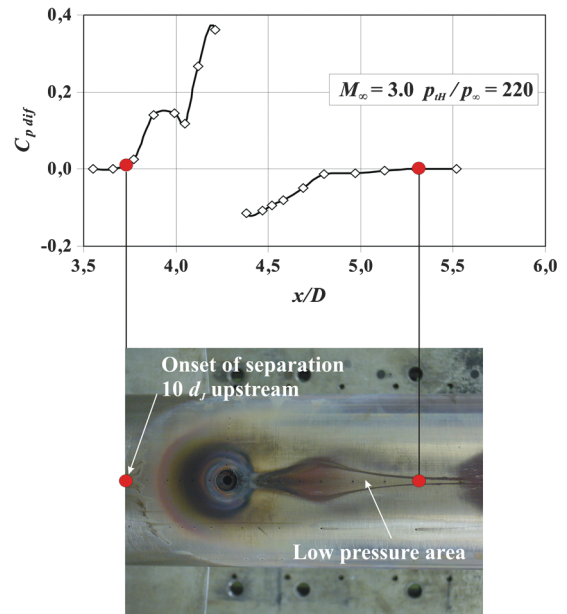 0,4
0,2
0,0
-0,2
C p dif
M∞ = 3.0 p tH / p∞ = 220
3,5 4,0 4,5 5,0 5,5 6,0
x/D
Onset of separation
10 dJ upstream
Low pressure area